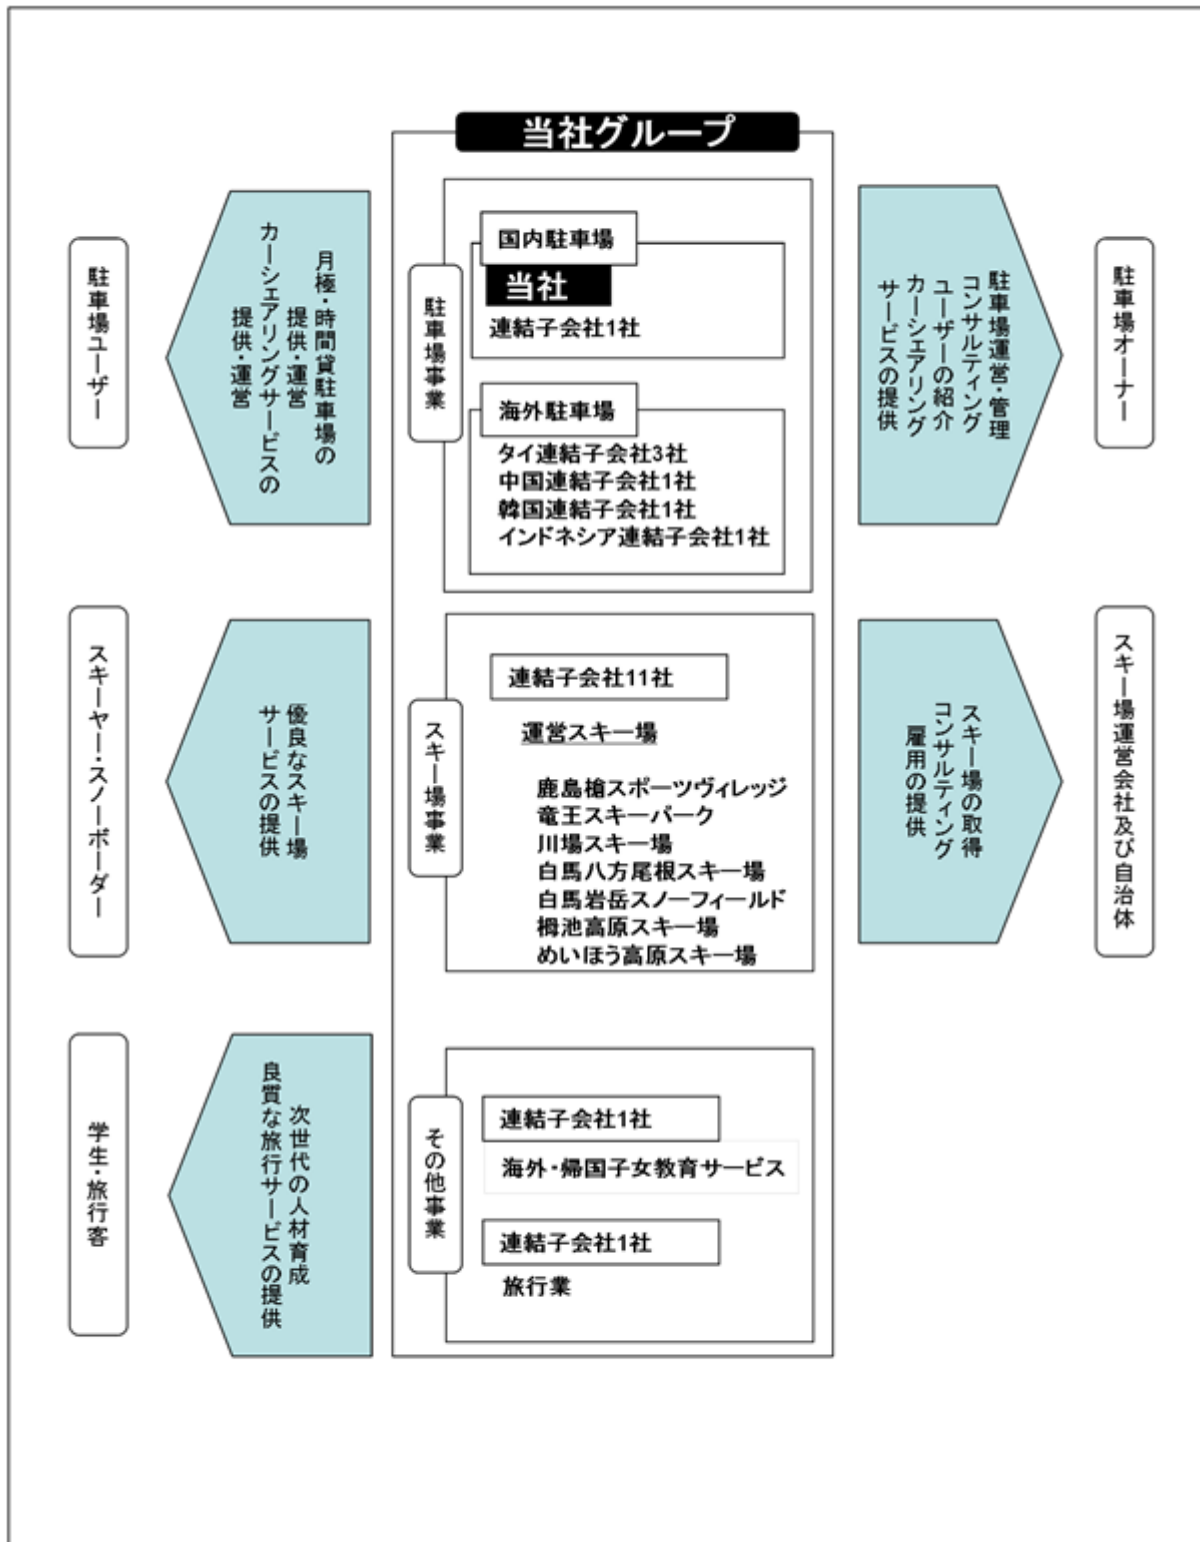 当社グループ
駐車場ユーザー
月極・時間貸駐車場の
提供・運営
カーシェアリングサービスの
提供・運営
駐車場事業
国内駐車場
当社
連結子会社1社
海外駐車場
タイ連結子会社3社
中国連結子会社1社
韓国連結子会社1社
インドネシア連結子会社1社
駐車場運営・管理
コンサルティング
ユーザーの紹介
カーシェアリング
サービスの提供
駐車場オーナー
スキーヤー・スノーボーダー
優良なスキー場
サービスの提供
スキー場事業
連結子会社11社
運営スキー場
鹿島槍スポーツヴィレッジ
竜王スキーパーク
川場スキー場
白馬八方尾根スキー場
白馬岩岳スノーフィールド
栂池高原スキー場
めいほう高原スキー場
スキー場の取得
コンサルティング
雇用の提供
スキー場運営会社及び自治体
学生・旅行客
次世代の人材育成
良質な旅行サービスの提供
その他事業
連結子会社1社
海外・帰国子女教育サービス
連結子会社1社
旅行業